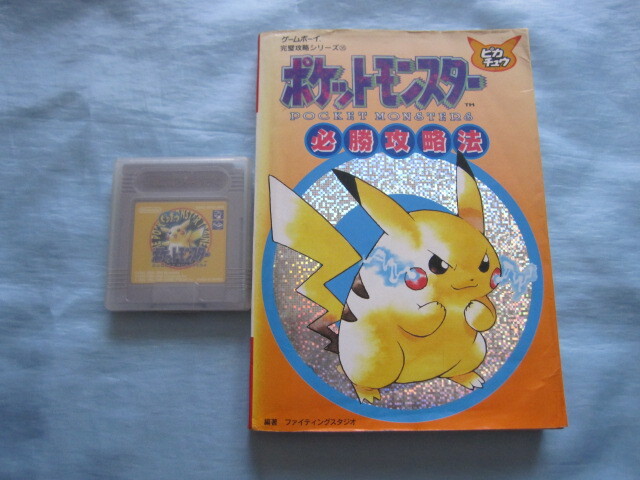 ゲームボーイ
完璧攻略シリーズ
ポケットモンスター
TM
POCKET MONSTERS
ピカ
チュウ
必勝攻略法
編著 ファイティングスタジオ